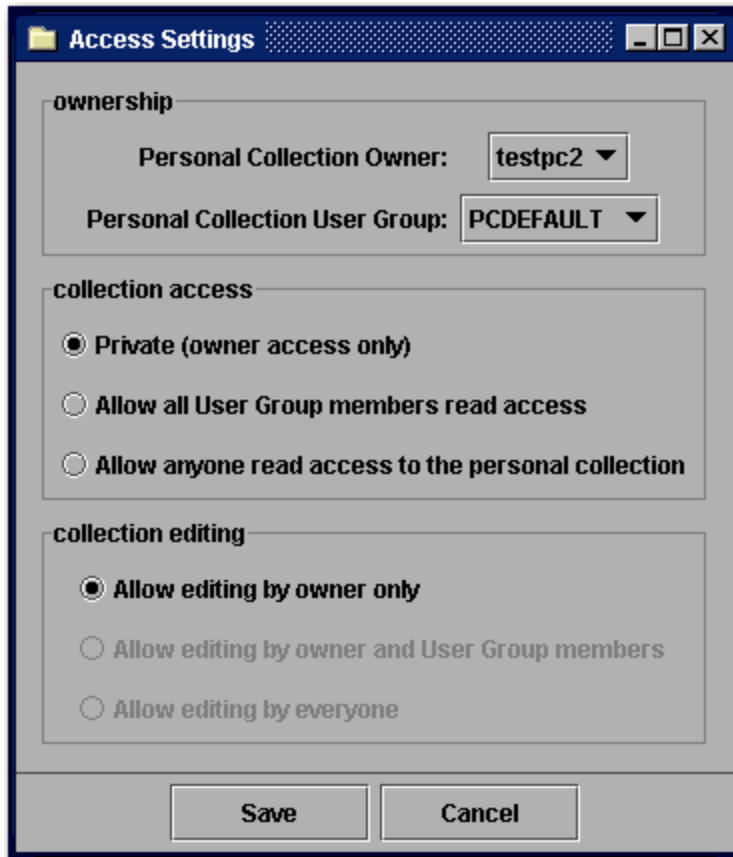 Access Settings
ownership
Personal Collection Owner: testpc2
Personal Collection User Group: PCDEFAULT
collection access
Private (owner access only)
Allow all User Group members read access
Allow anyone read access to the personal collection
collection editing
Allow editing by owner only
Allow editing by owner and User Group members
Allow editing by everyone
Save Cancel